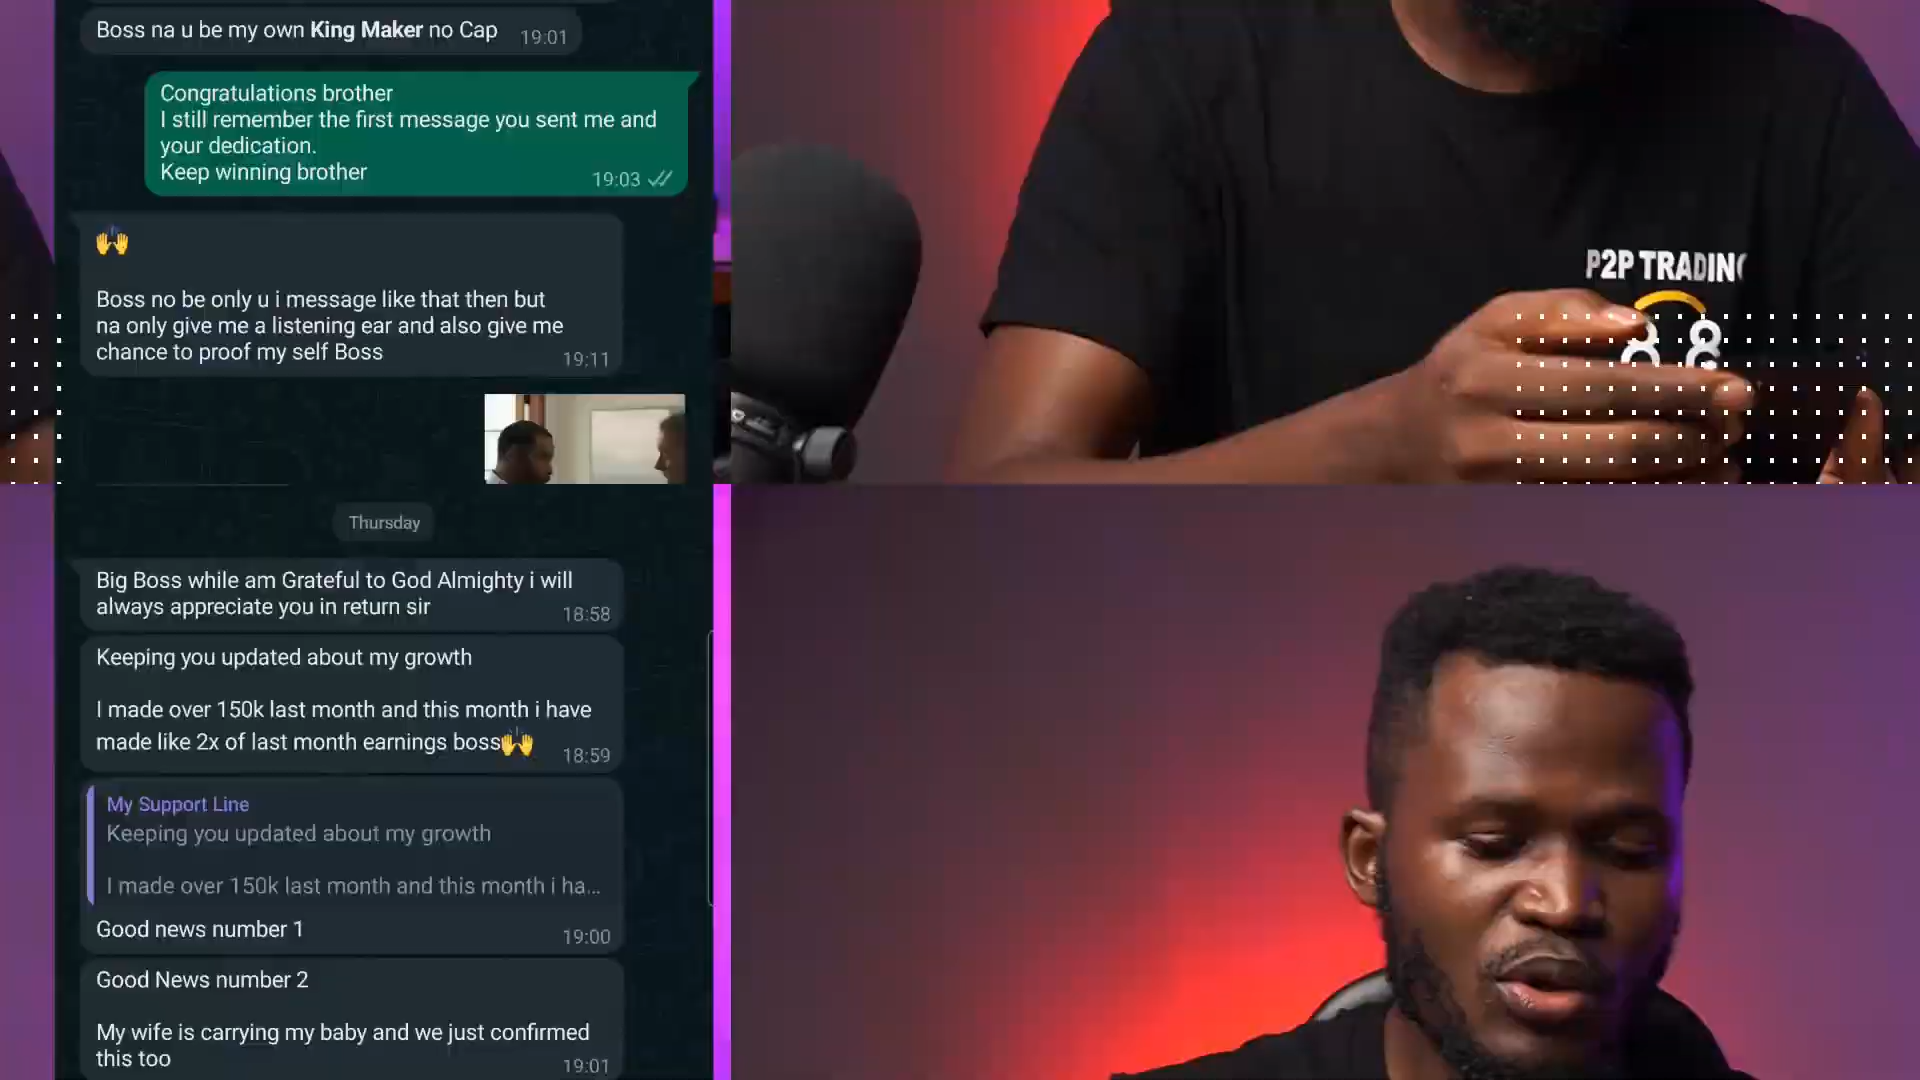 Boss na u be my own King Maker no Cap 19:01
Congratulations brother
I still remember the first message you sent me and
your dedication.
Keep winning brother 19:03
Boss no be only u i message like that then but
na only give me a listening ear and also give me
chance to proof my self Boss 19:11
Thursday
Big Boss while am Grateful to God Almighty i will
always appreciate you in return sir 18:58
Keeping you updated about my growth
I made over 150k last month and this month i have
made like 2x of last month earnings boss 18:59
My Support Line
Keeping you updated about my growth
I made over 150k last month and this month i ha...
Good news number 1 19:00
Good News number 2
My wife is carrying my baby and we just confirmed
this too 19:01
P2P TRADING